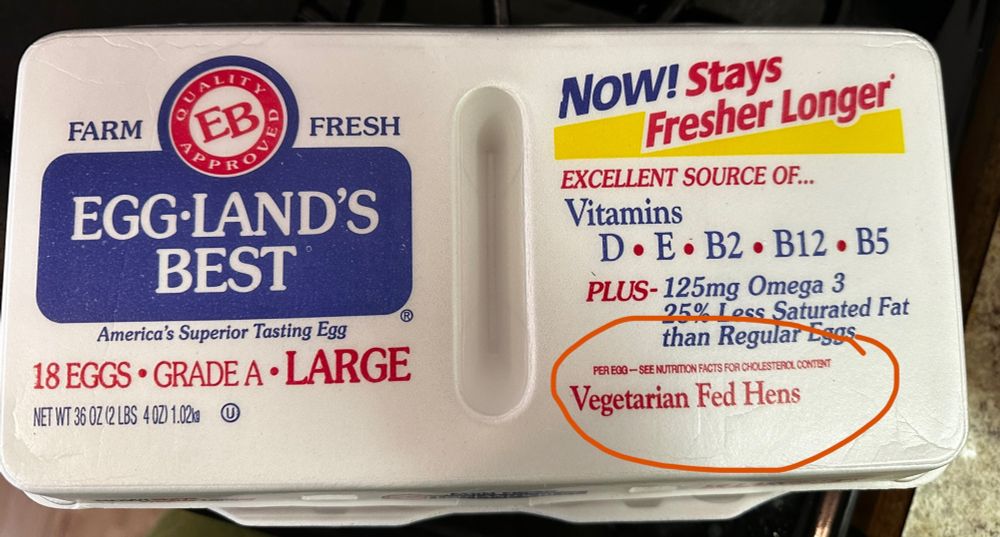 QUALITY
EB
APPROVED
FARM FRESH
EGG•LAND'S
BEST®
America's Superior Tasting Egg
18 EGGS • GRADE A • LARGE
NET WT 36 OZ (2 LBS 4 OZ) 1.02kg U
NOW! Stays
Fresher Longer*
EXCELLENT SOURCE OF...
Vitamins
D • E • B2 • B12 • B5
PLUS- 125mg Omega 3
25% Less Saturated Fat
than Regular Eggs
PER EGG — SEE NUTRITION FACTS FOR CHOLESTEROL CONTENT
Vegetarian Fed Hens